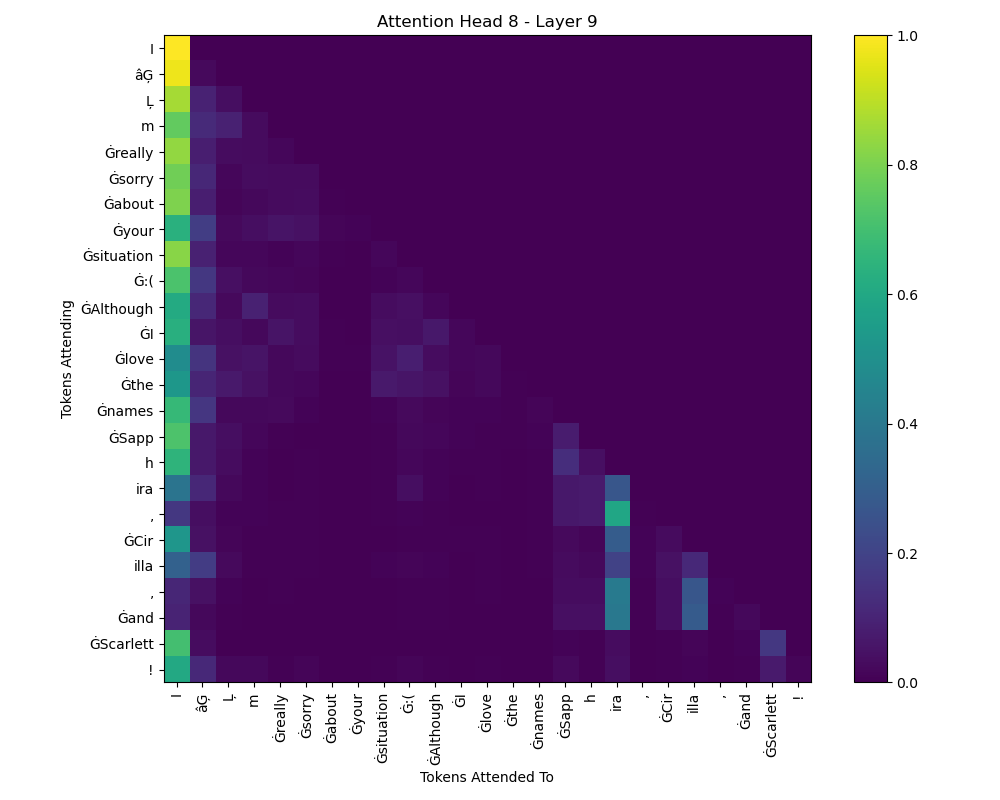 Attention Head 8 - Layer 9
Tokens Attending
I
âĢ
Ļ
m
Ġreally
Ġsorry
Ġabout
Ġyour
Ġsituation
Ġ:(
ĠAlthough
ĠI
Ġlove
Ġthe
Ġnames
ĠSapp
h
ira
,
ĠCir
illa
,
Ġand
ĠScarlett
!
I
âĢ
Ļ
m
Ġreally
Ġsorry
Ġabout
Ġyour
Ġsituation
Ġ:(
ĠAlthough
ĠI
Ġlove
Ġthe
Ġnames
ĠSapp
h
ira
,
ĠCir
illa
,
Ġand
ĠScarlett
!
Tokens Attended To
1.0
0.8
0.6
0.4
0.2
0.0